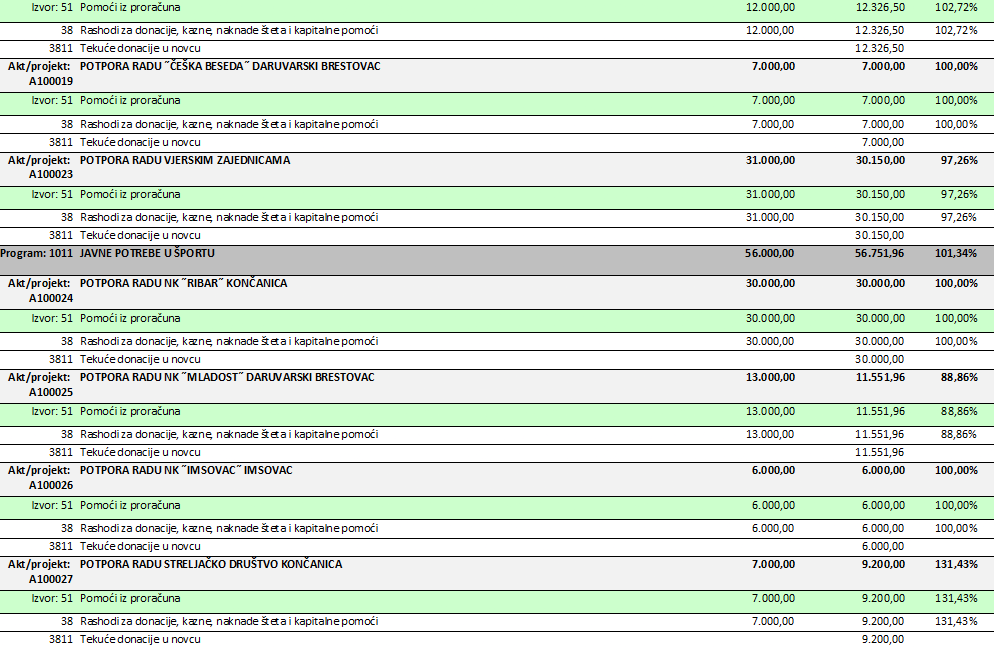 Izvor: 51 Pomoći iz proračuna 12.000,00 12.326,50 102,72%
38 Rashodi za donacije, kazne, naknade šteta i kapitalne pomoći 12.000,00 12.326,50 102,72%
3811 Tekuće donacije u novcu 12.326,50
Akt/projekt: POTPORA RADU ˝ČEŠKA BESEDA˝ DARUVARSKI BRESTOVAC 7.000,00 7.000,00 100,00%
A100019
Izvor: 51 Pomoći iz proračuna 7.000,00 7.000,00 100,00%
38 Rashodi za donacije, kazne, naknade šteta i kapitalne pomoći 7.000,00 7.000,00 100,00%
3811 Tekuće donacije u novcu 7.000,00
Akt/projekt: POTPORA RADU VJERSKIM ZAJEDNICAMA 31.000,00 30.150,00 97,26%
A100023
Izvor: 51 Pomoći iz proračuna 31.000,00 30.150,00 97,26%
38 Rashodi za donacije, kazne, naknade šteta i kapitalne pomoći 31.000,00 30.150,00 97,26%
3811 Tekuće donacije u novcu 30.150,00
Program: 1011 JAVNE POTREBE U ŠPORTU 56.000,00 56.751,96 101,34%
Akt/projekt: POTPORA RADU NK ˝RIBAR˝ KONČANICA 30.000,00 30.000,00 100,00%
A100024
Izvor: 51 Pomoći iz proračuna 30.000,00 30.000,00 100,00%
38 Rashodi za donacije, kazne, naknade šteta i kapitalne pomoći 30.000,00 30.000,00 100,00%
3811 Tekuće donacije u novcu 30.000,00
Akt/projekt: POTPORA RADU NK ˝MLADOST˝ DARUVARSKI BRESTOVAC 13.000,00 11.551,96 88,86%
A100025
Izvor: 51 Pomoći iz proračuna 13.000,00 11.551,96 88,86%
38 Rashodi za donacije, kazne, naknade šteta i kapitalne pomoći 13.000,00 11.551,96 88,86%
3811 Tekuće donacije u novcu 11.551,96
Akt/projekt: POTPORA RADU NK ˝IMSOVAC˝ IMSOVAC 6.000,00 6.000,00 100,00%
A100026
Izvor: 51 Pomoći iz proračuna 6.000,00 6.000,00 100,00%
38 Rashodi za donacije, kazne, naknade šteta i kapitalne pomoći 6.000,00 6.000,00 100,00%
3811 Tekuće donacije u novcu 6.000,00
Akt/projekt: POTPORA RADU STRELJAČKO DRUŠTVO KONČANICA 7.000,00 9.200,00 131,43%
A100027
Izvor: 51 Pomoći iz proračuna 7.000,00 9.200,00 131,43%
38 Rashodi za donacije, kazne, naknade šteta i kapitalne pomoći 7.000,00 9.200,00 131,43%
3811 Tekuće donacije u novcu 9.200,00